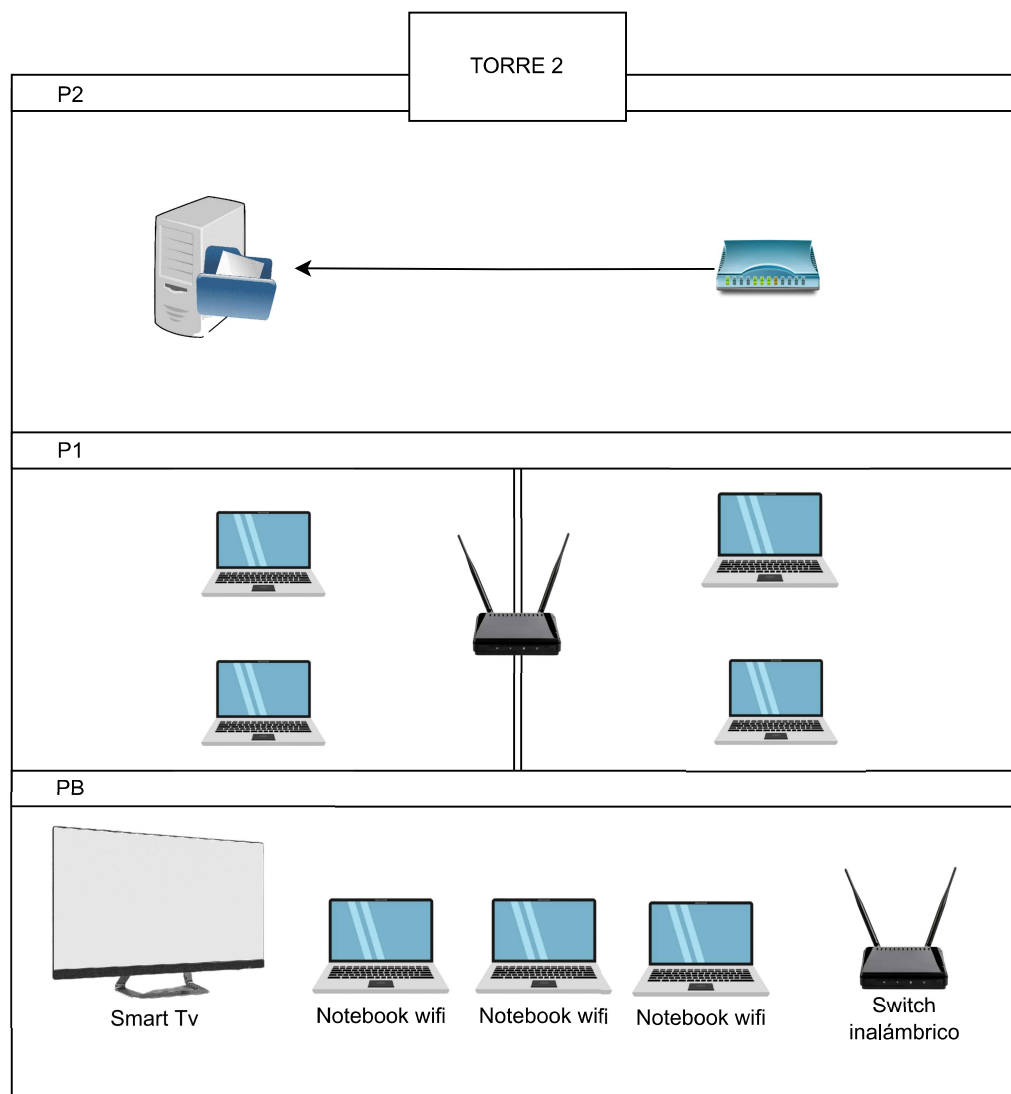 TORRE 2
P2
P1
PB
Smart Tv
Notebook wifi
Notebook wifi
Notebook wifi
Switch
inalámbrico